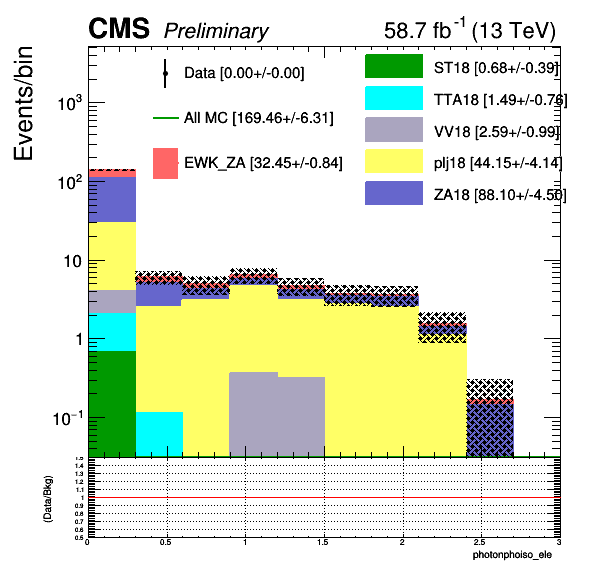 CMS Preliminary 58.7 fb⁻¹ (13 TeV)
Events/bin
Data [0.00+/-0.00]
All MC [169.46+/-6.31]
EWK_ZA [32.45+/-0.84]
ST18 [0.68+/-0.39]
TTA18 [1.49+/-0.76]
VV18 [2.59+/-0.99]
plj18 [44.15+/-4.14]
ZA18 [88.10+/-4.50]
10³
10²
10
1
10⁻¹
(Data/Bkg)
1.5
1.4
1.3
1.2
1.1
1
0.9
0.8
0.7
0.6
0.5
0 0.5 1 1.5 2 2.5 3
photonphoiso_ele